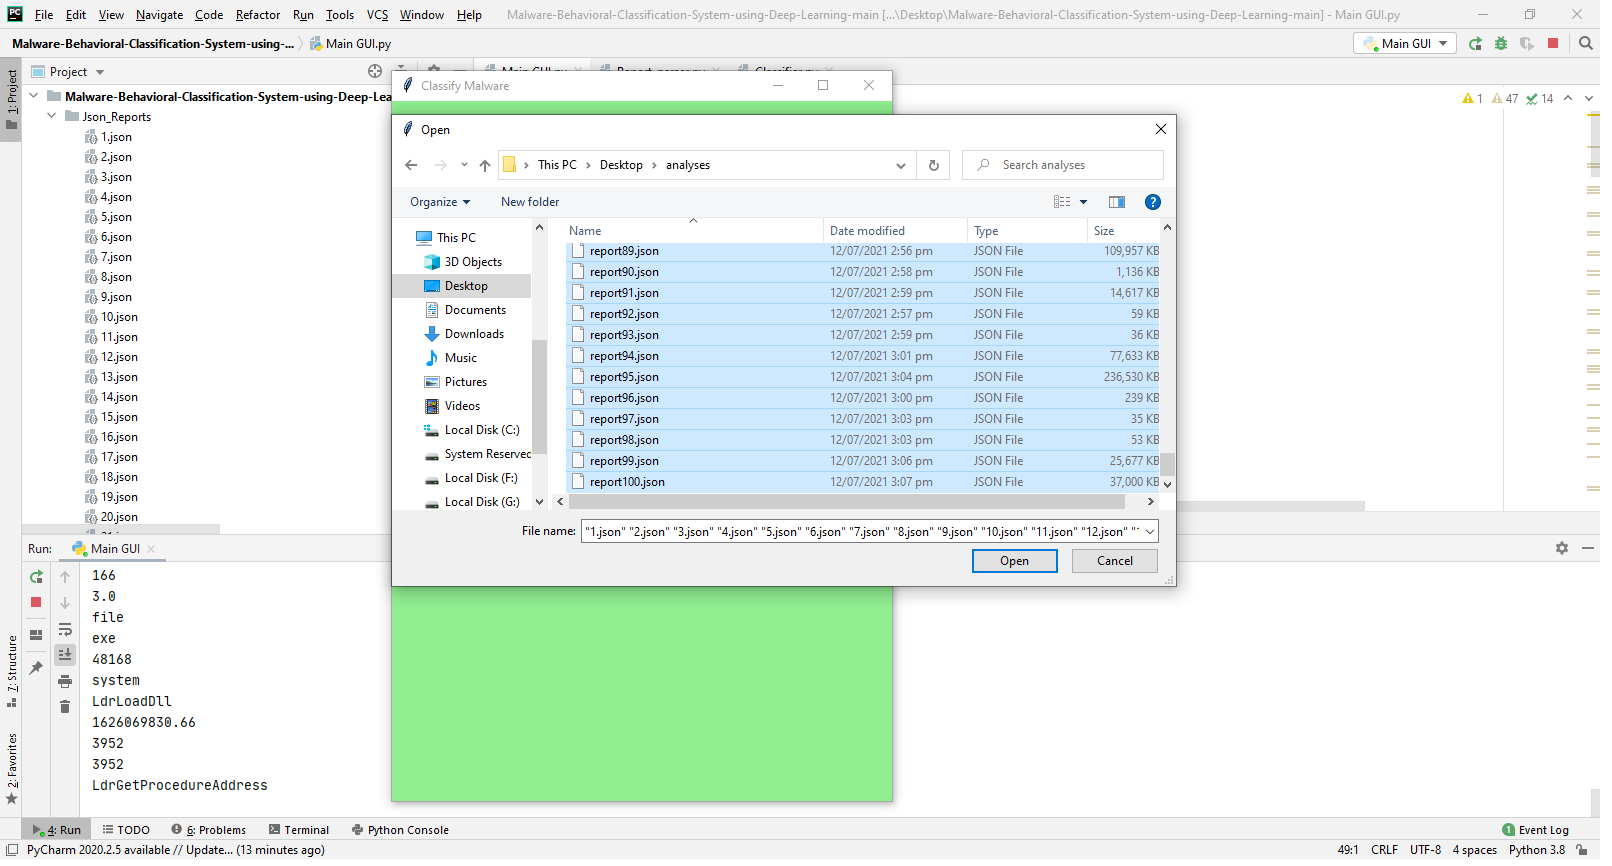 PC File Edit View Navigate Code Refactor Run Tools VCS Window Help Malware-Behavioral-Classification-System-using-Deep-Learning-main [...\Desktop\Malware-Behavioral-Classification-System-using-Deep-Learning-main] - Main GUI.py
Malware-Behavioral-Classification-System-using-... Main GUI.py Main GUI
1: Project
Project
Malware-Behavioral-Classification-System-using-Deep-Lea
1 47 14
Json_Reports
1.json
2.json
3.json
4.json
5.json
6.json
7.json
8.json
9.json
10.json
11.json
12.json
13.json
14.json
15.json
16.json
17.json
18.json
19.json
20.json
Classify Malware
Open
This PC Desktop analyses Search analyses
Organize New folder
This PC
3D Objects
Desktop
Documents
Downloads
Music
Pictures
Videos
Local Disk (C:)
System Reserved
Local Disk (F:)
Local Disk (G:)
Name Date modified Type Size
report89.json 12/07/2021 2:56 pm JSON File 109,957 KB
report90.json 12/07/2021 2:58 pm JSON File 1,136 KB
report91.json 12/07/2021 2:59 pm JSON File 14,617 KB
report92.json 12/07/2021 2:57 pm JSON File 59 KB
report93.json 12/07/2021 2:59 pm JSON File 36 KB
report94.json 12/07/2021 3:01 pm JSON File 77,633 KB
report95.json 12/07/2021 3:04 pm JSON File 236,530 KB
report96.json 12/07/2021 3:00 pm JSON File 239 KB
report97.json 12/07/2021 3:03 pm JSON File 35 KB
report98.json 12/07/2021 3:03 pm JSON File 53 KB
report99.json 12/07/2021 3:06 pm JSON File 25,677 KB
report100.json 12/07/2021 3:07 pm JSON File 37,000 KB
File name: "1.json" "2.json" "3.json" "4.json" "5.json" "6.json" "7.json" "8.json" "9.json" "10.json" "11.json" "12.json"
Open Cancel
Run: Main GUI
166
3.0
file
exe
48168
system
LdrLoadDll
1626069830.66
3952
3952
LdrGetProcedureAddress
7: Structure
2: Favorites
4: Run TODO 6: Problems Terminal Python Console 1 Event Log
PyCharm 2020.2.5 available // Update... (13 minutes ago) 49:1 CRLF UTF-8 4 spaces Python 3.8